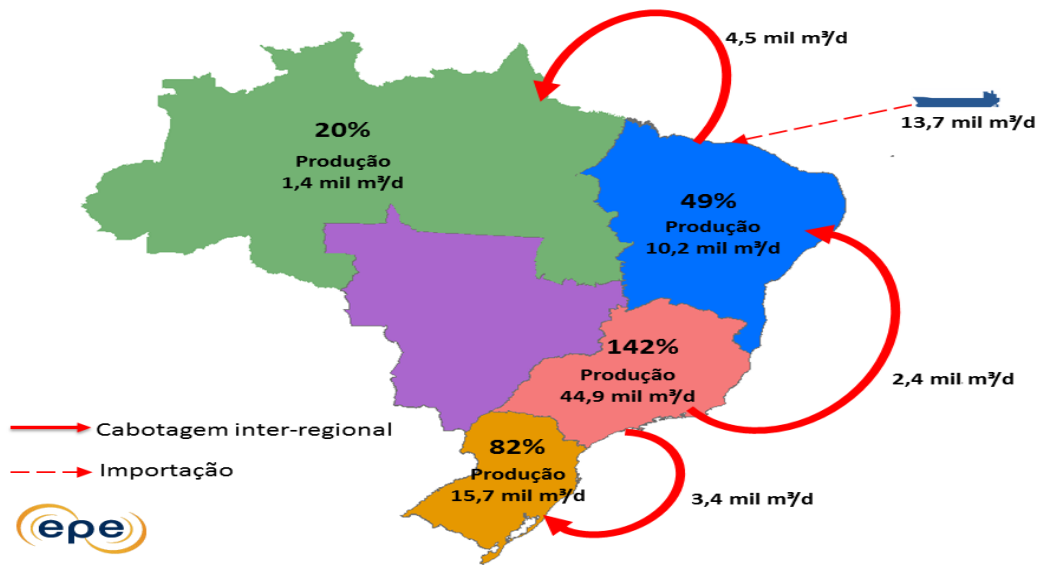 4,5 mil m³/d
13,7 mil m³/d
20%
Produção
1,4 mil m³/d
49%
Produção
10,2 mil m³/d
142%
Produção
44,9 mil m³/d
2,4 mil m³/d
Cabotagem inter-regional
82%
Produção
15,7 mil m³/d
Importação
3,4 mil m³/d
epe